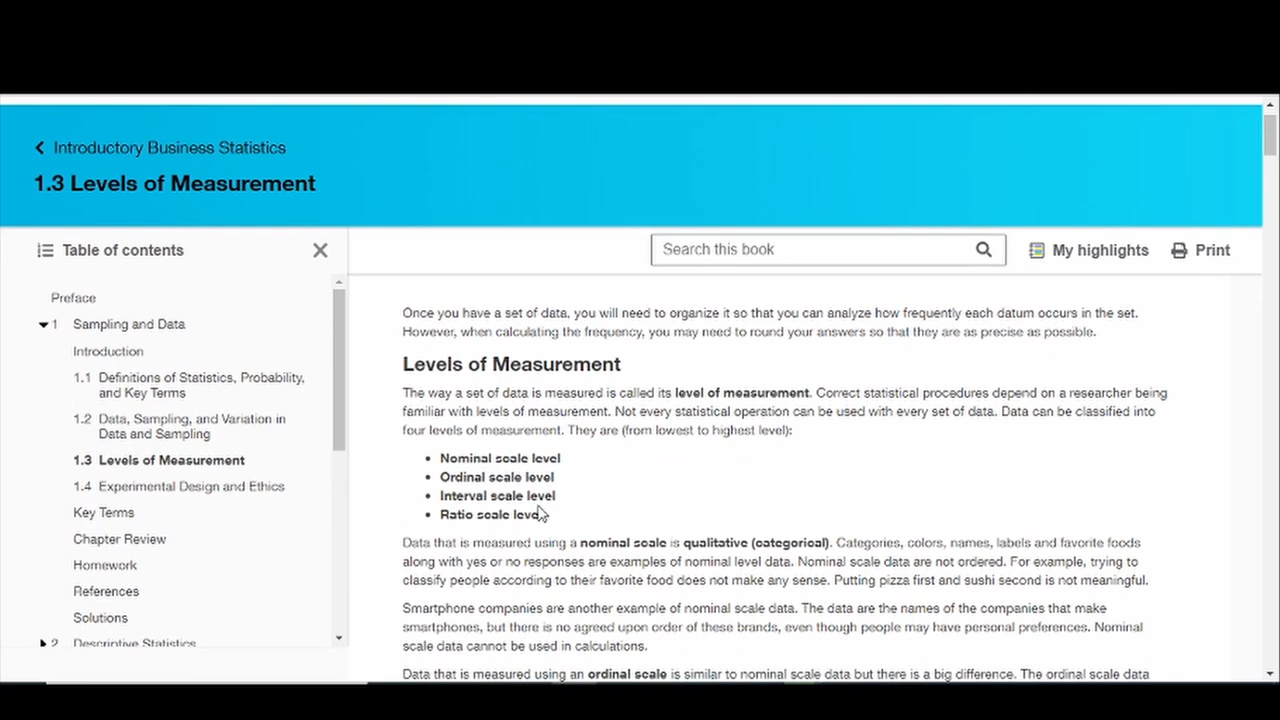 Introductory Business Statistics
1.3 Levels of Measurement
Table of contents
Search this book
My highlights
Print
Preface
1 Sampling and Data
Introduction
1.1 Definitions of Statistics, Probability,
and Key Terms
1.2 Data, Sampling, and Variation in
Data and Sampling
1.3 Levels of Measurement
1.4 Experimental Design and Ethics
Key Terms
Chapter Review
Homework
References
Solutions
2 Descriptive Statistics
Once you have a set of data, you will need to organize it so that you can analyze how frequently each datum occurs in the set.
However, when calculating the frequency, you may need to round your answers so that they are as precise as possible.
Levels of Measurement
The way a set of data is measured is called its level of measurement. Correct statistical procedures depend on a researcher being
familiar with levels of measurement. Not every statistical operation can be used with every set of data. Data can be classified into
four levels of measurement. They are (from lowest to highest level):
• Nominal scale level
• Ordinal scale level
• Interval scale level
• Ratio scale level
Data that is measured using a nominal scale is qualitative (categorical). Categories, colors, names, labels and favorite foods
along with yes or no responses are examples of nominal level data. Nominal scale data are not ordered. For example, trying to
classify people according to their favorite food does not make any sense. Putting pizza first and sushi second is not meaningful.
Smartphone companies are another example of nominal scale data. The data are the names of the companies that make
smartphones, but there is no agreed upon order of these brands, even though people may have personal preferences. Nominal
scale data cannot be used in calculations.
Data that is measured using an ordinal scale is similar to nominal scale data but there is a big difference. The ordinal scale data